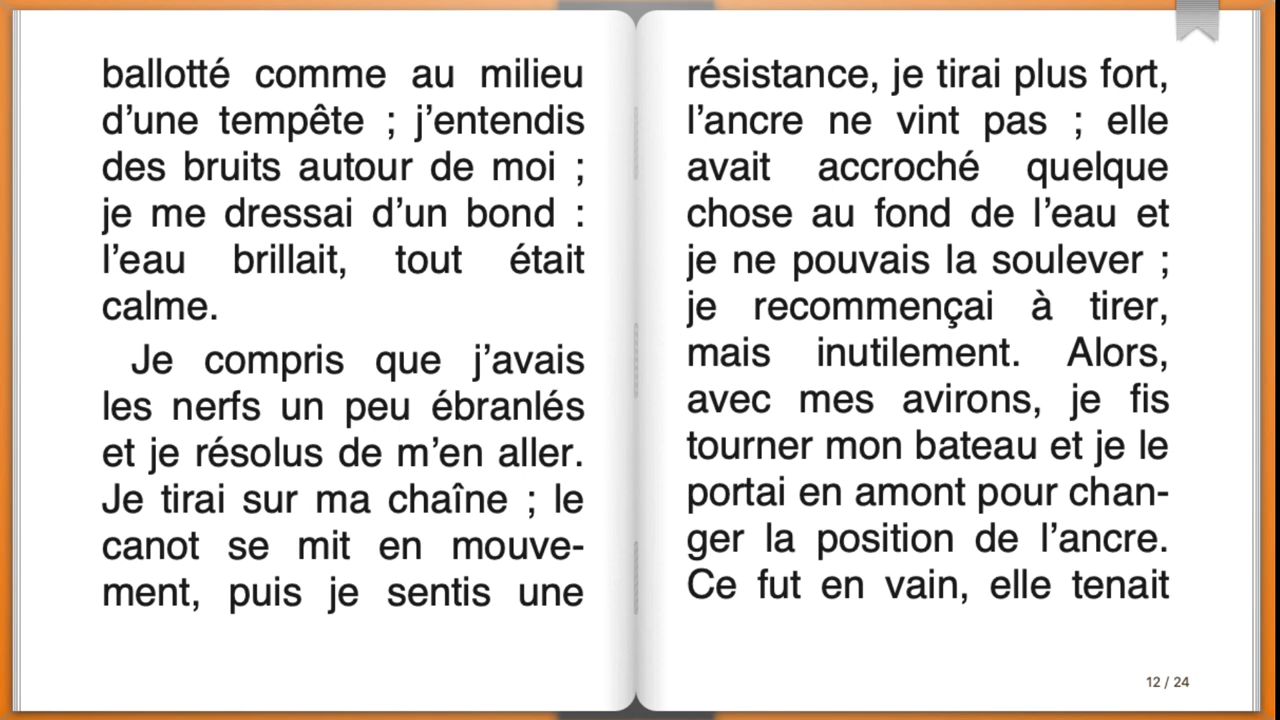 ballotté comme au milieu
d’une tempête ; j’entendis
des bruits autour de moi ;
je me dressai d’un bond :
l’eau brillait, tout était
calme.
Je compris que j’avais
les nerfs un peu ébranlés
et je résolus de m’en aller.
Je tirai sur ma chaîne ; le
canot se mit en mouve-
ment, puis je sentis une
résistance, je tirai plus fort,
l’ancre ne vint pas ; elle
avait accroché quelque
chose au fond de l’eau et
je ne pouvais la soulever ;
je recommençai à tirer,
mais inutilement. Alors,
avec mes avirons, je fis
tourner mon bateau et je le
portai en amont pour chan-
ger la position de l’ancre.
Ce fut en vain, elle tenait
12 / 24